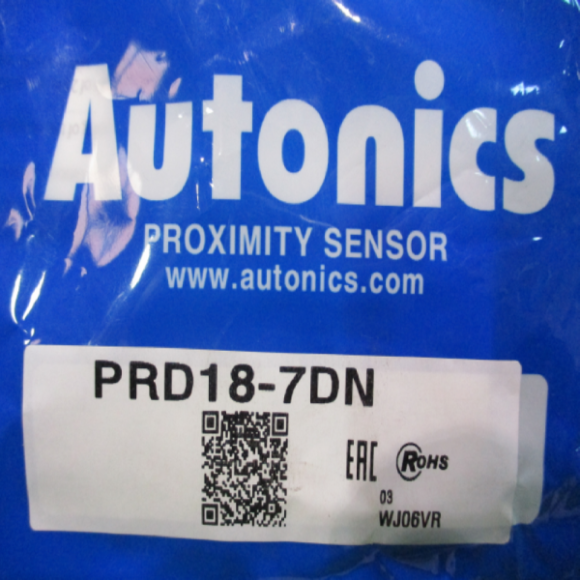 Autonics
PROXIMITY SENSOR
www.autonics.com
PRD18-7DN
EAC RoHS
03
WJ06VR